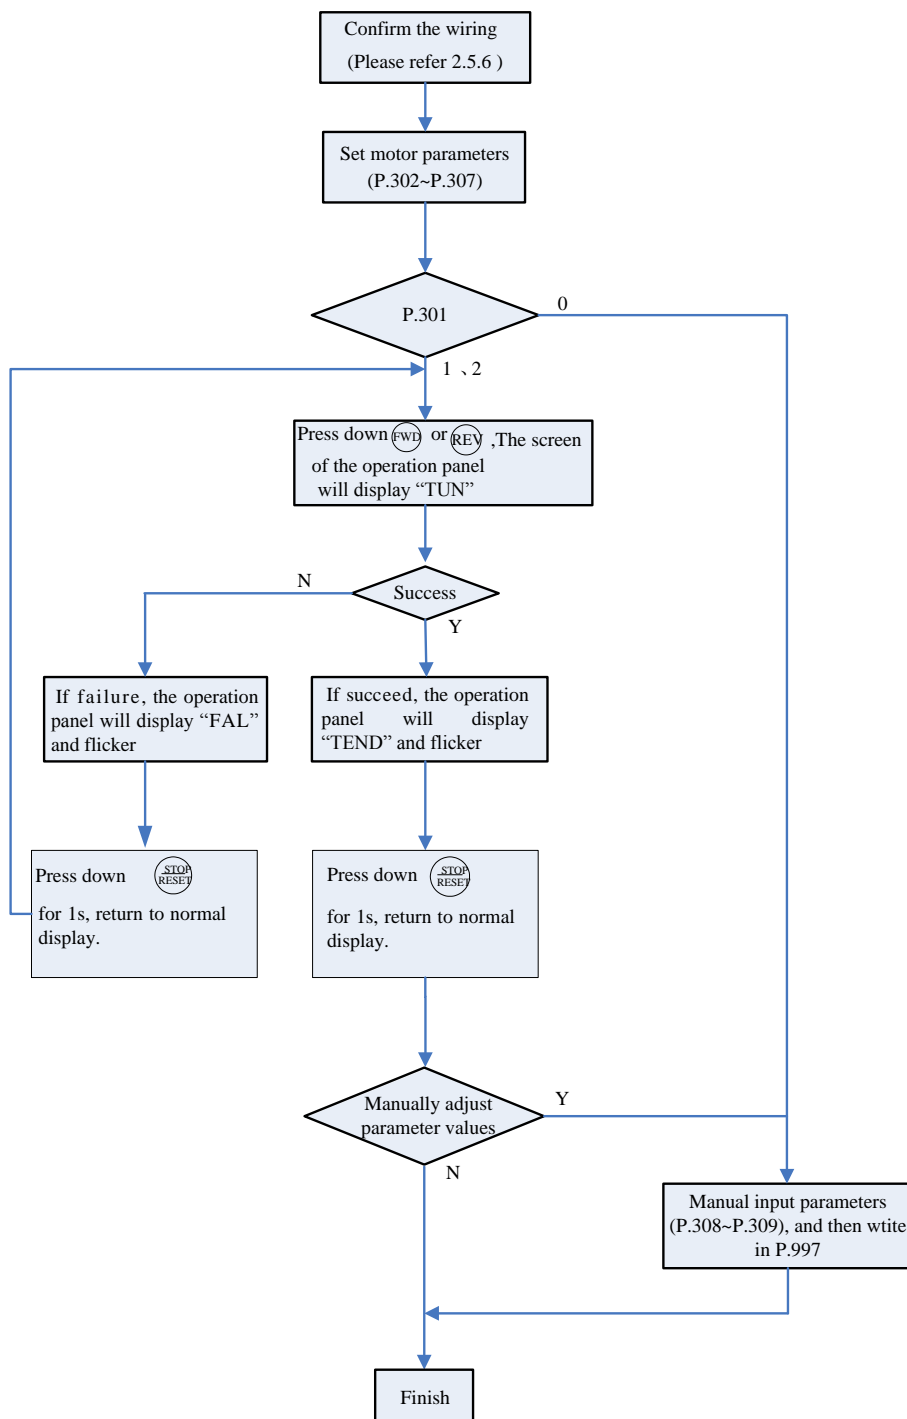 Confirm the wiring
(Please refer 2.5.6 )
Set motor parameters
(P.302~P.307)
P.301
0
1 、2
Press down FWD or REV ,The screen
of the operation panel
will display “TUN”
N
Success
Y
If failure, the operation
panel will display “FAL”
and flicker
If succeed, the operation
panel will display
“TEND” and flicker
Press down STOP
RESET
for 1s, return to normal
display.
Press down STOP
RESET
for 1s, return to normal
display.
Manually adjust
parameter values
Y
N
Manual input parameters
(P.308~P.309), and then wtite
in P.997
Finish